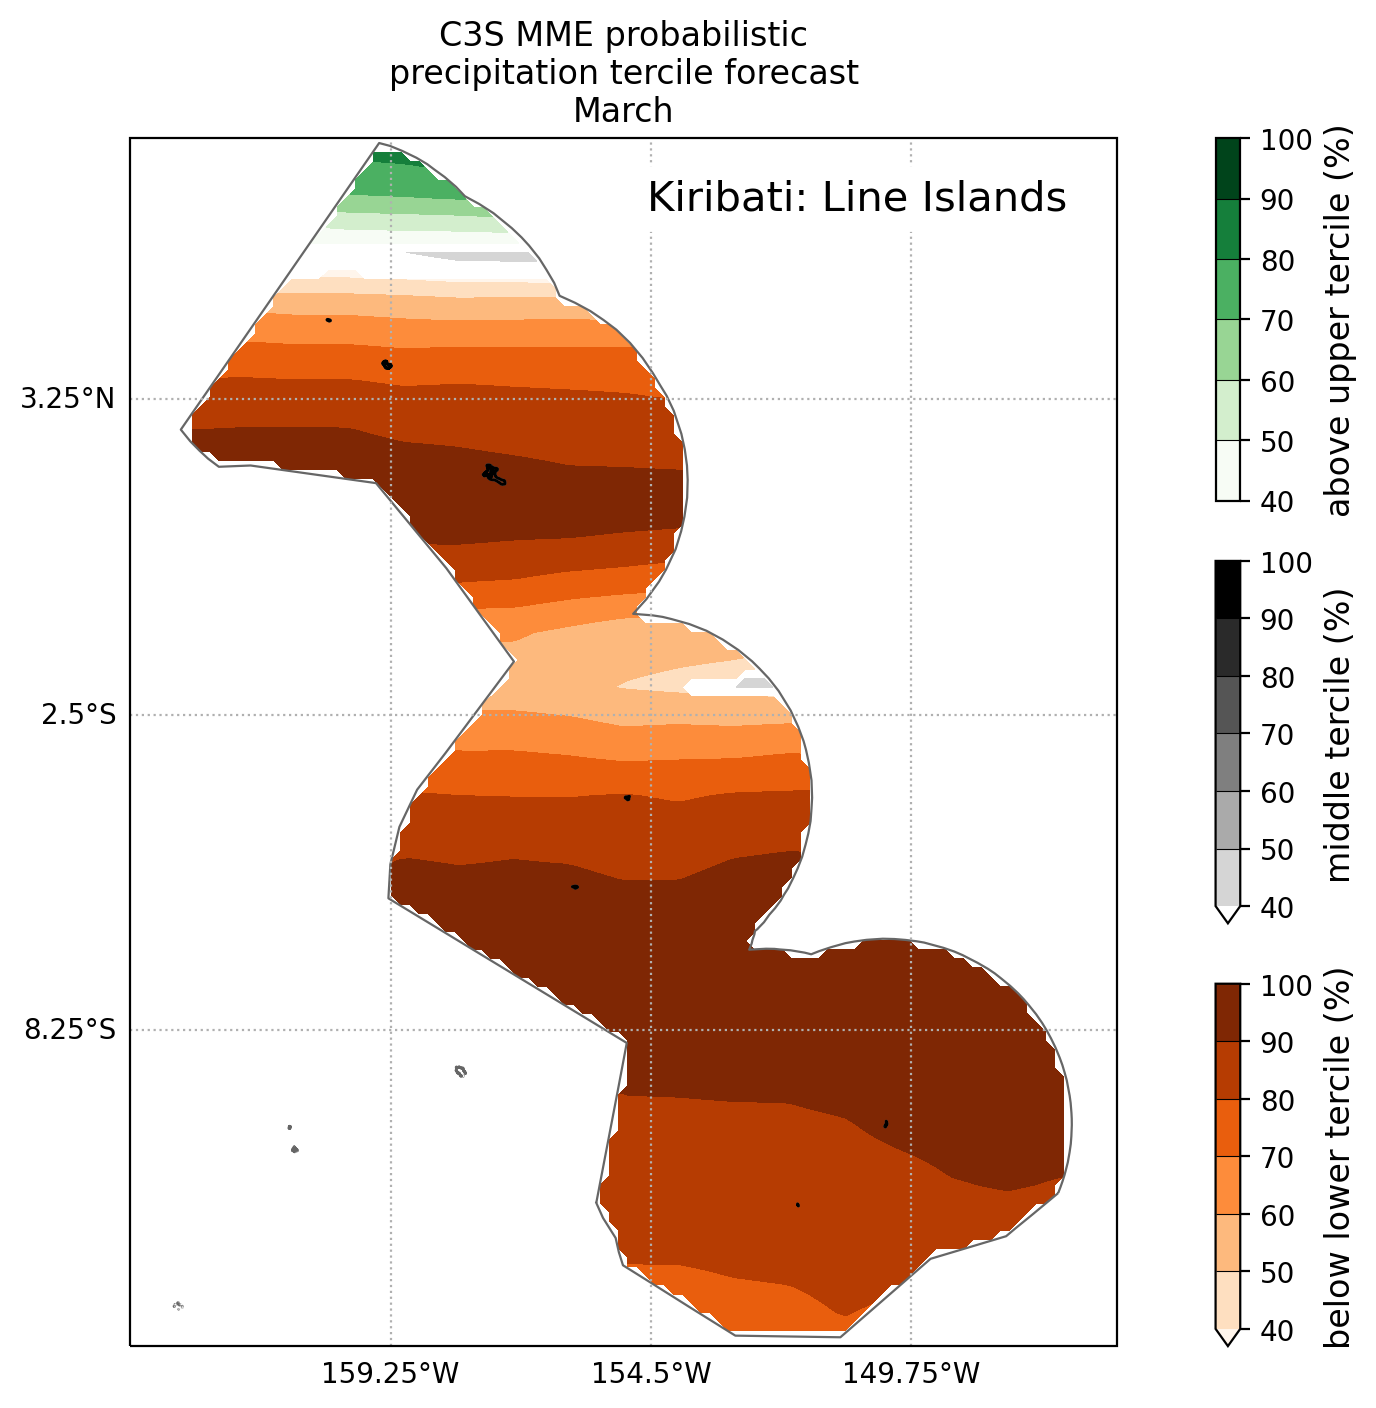 C3S MME probabilistic
precipitation tercile forecast
March
Kiribati: Line Islands
3.25°N
2.5°S
8.25°S
159.25°W
154.5°W
149.75°W
100
90
80
70
60
50
40
above upper tercile (%)
100
90
80
70
60
50
40
middle tercile (%)
100
90
80
70
60
50
40
below lower tercile (%)